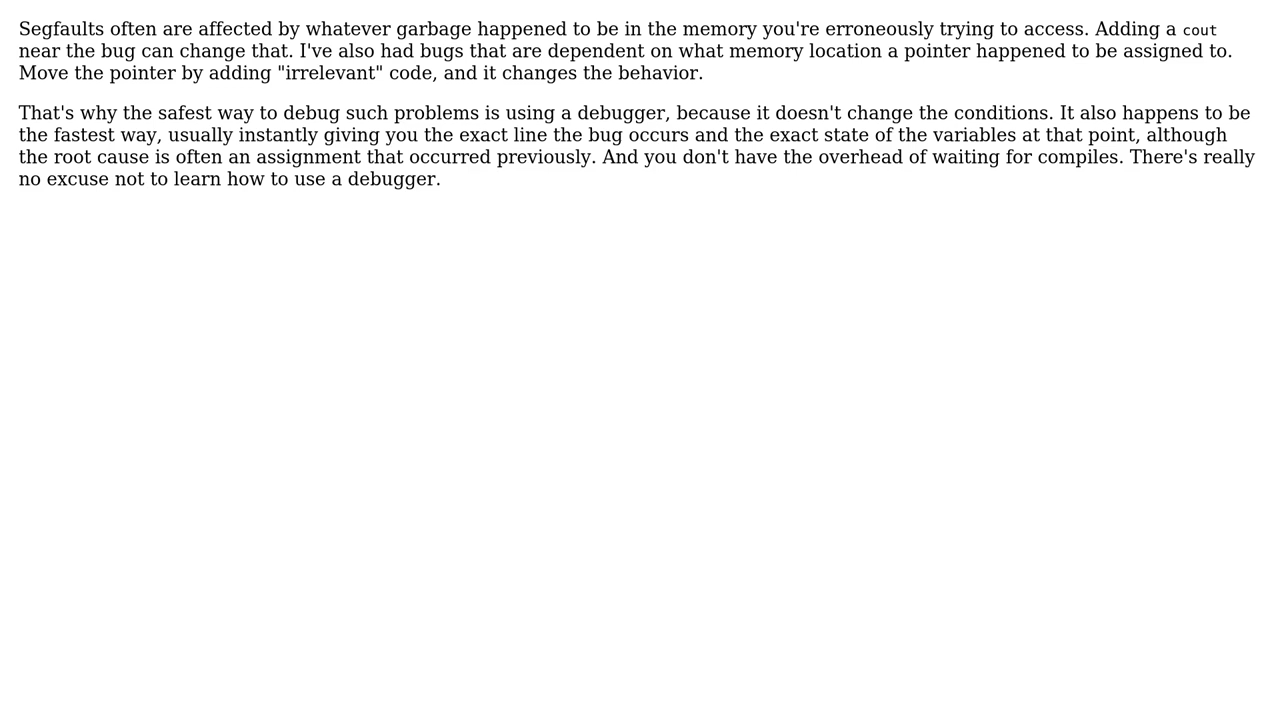 Segfaults often are affected by whatever garbage happened to be in the memory you're erroneously trying to access. Adding a cout
near the bug can change that. I've also had bugs that are dependent on what memory location a pointer happened to be assigned to.
Move the pointer by adding "irrelevant" code, and it changes the behavior.
That's why the safest way to debug such problems is using a debugger, because it doesn't change the conditions. It also happens to be
the fastest way, usually instantly giving you the exact line the bug occurs and the exact state of the variables at that point, although
the root cause is often an assignment that occurred previously. And you don't have the overhead of waiting for compiles. There's really
no excuse not to learn how to use a debugger.